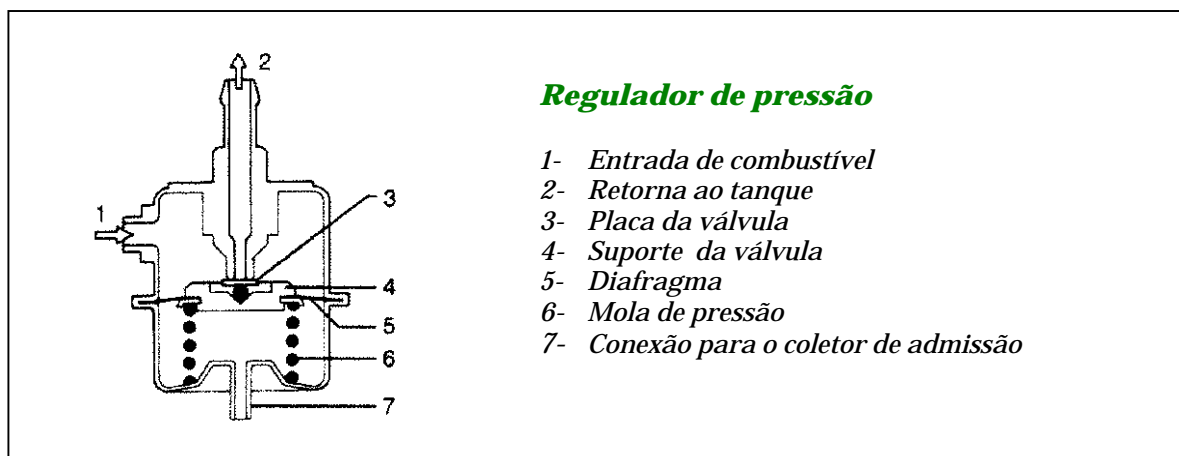 Regulador de pressão
1- Entrada de combustível
2- Retorna ao tanque
3- Placa da válvula
4- Suporte da válvula
5- Diafragma
6- Mola de pressão
7- Conexão para o coletor de admissão
2
1
3
4
5
6
7